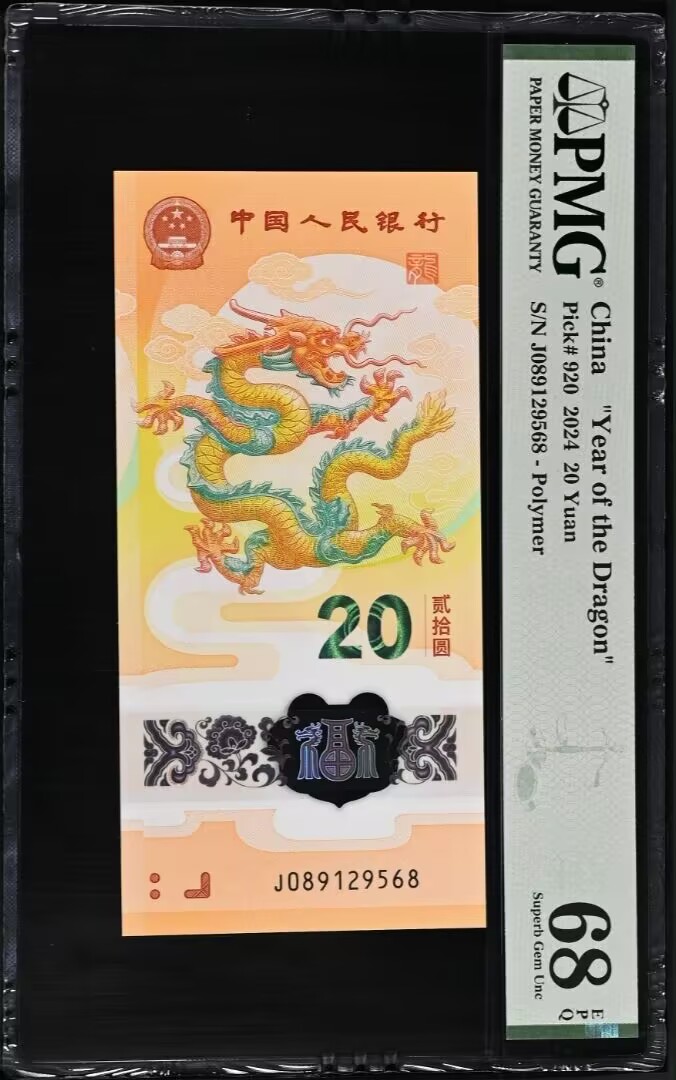 中国人民银行
龍
20
贰拾圆
J089129568
PMG®
PAPER MONEY GUARANTY
China "Year of the Dragon"
Pick# 920 2024 20 Yuan
S/N J089129568 - Polymer
68
EPQ
Superb Gem Unc